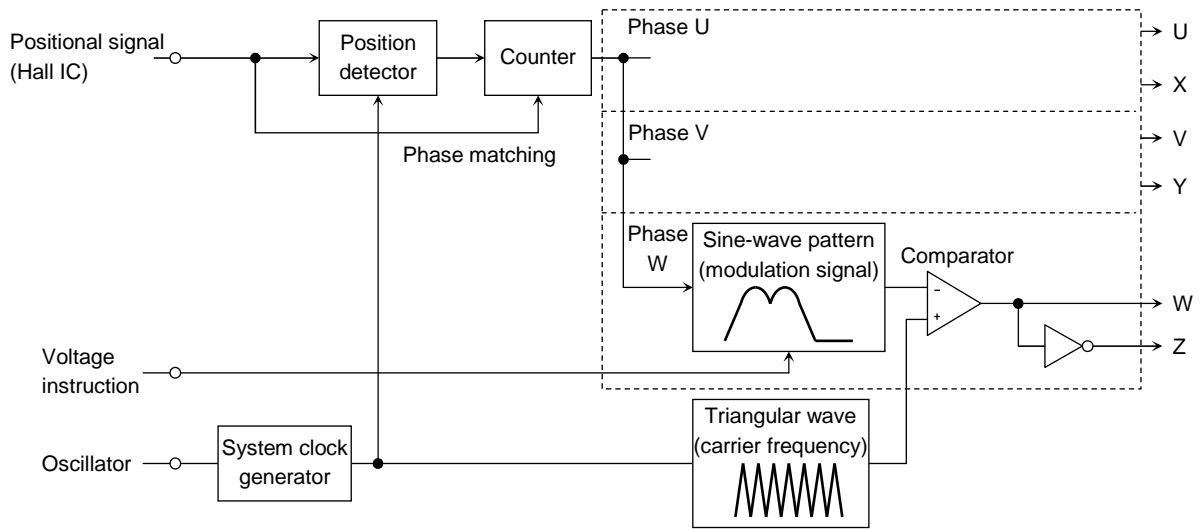 Positional signal
(Hall IC)
Position
detector
Counter
Phase matching
Phase U
U
X
Phase V
V
Y
Phase
W
Sine-wave pattern
(modulation signal)
Comparator
−
+
W
Z
Voltage
instruction
Oscillator
System clock
generator
Triangular wave
(carrier frequency)